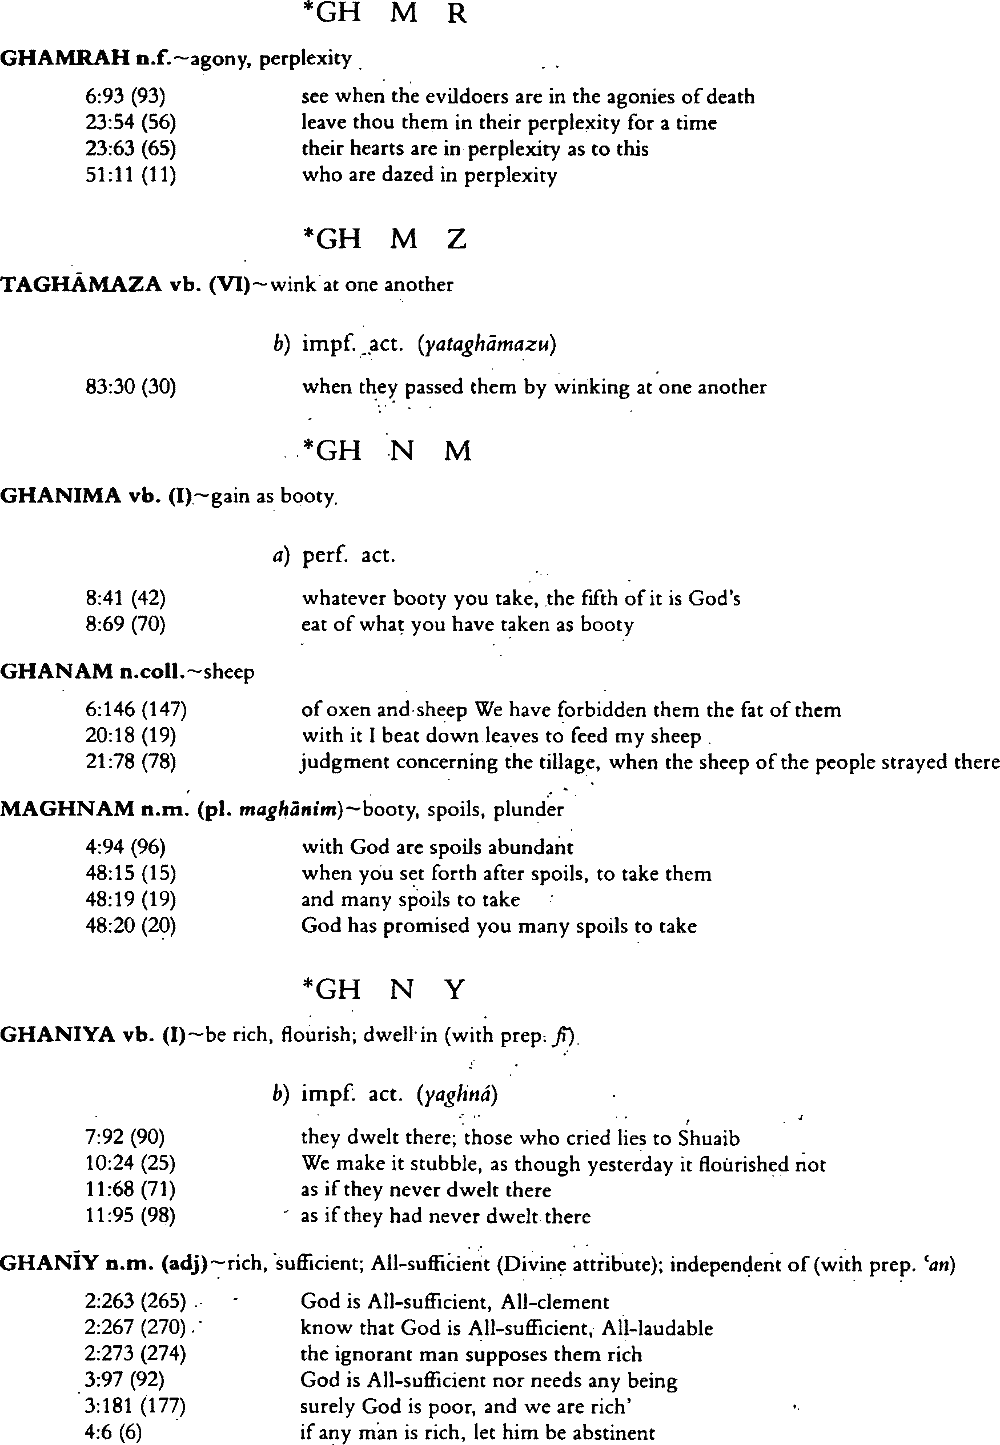 *GH M R
GHAMRAH n.f.~agony, perplexity
6:93 (93) see when the evildoers are in the agonies of death
23:54 (56) leave thou them in their perplexity for a time
23:63 (65) their hearts are in perplexity as to this
51:11 (11) who are dazed in perplexity
*GH M Z
TAGHĀMAZA vb. (VI)~wink at one another
b) impf. act. (yataghāmazu)
83:30 (30) when they passed them by winking at one another
*GH N M
GHANIMA vb. (I)~gain as booty
a) perf. act.
8:41 (42) whatever booty you take, the fifth of it is God's
8:69 (70) eat of what you have taken as booty
GHANAM n.coll.~sheep
6:146 (147) of oxen and sheep We have forbidden them the fat of them
20:18 (19) with it I beat down leaves to feed my sheep
21:78 (78) judgment concerning the tillage, when the sheep of the people strayed there
MAGHNAM n.m. (pl. maghānim)~booty, spoils, plunder
4:94 (96) with God are spoils abundant
48:15 (15) when you set forth after spoils, to take them
48:19 (19) and many spoils to take
48:20 (20) God has promised you many spoils to take
*GH N Y
GHANIYA vb. (I)~be rich, flourish; dwell in (with prep. fī)
b) impf. act. (yaghná)
7:92 (90) they dwelt there; those who cried lies to Shuaib
10:24 (25) We make it stubble, as though yesterday it flourished not
11:68 (71) as if they never dwelt there
11:95 (98) as if they had never dwelt there
GHANĪY n.m. (adj)~rich, sufficient; All-sufficient (Divine attribute); independent of (with prep. ʿan)
2:263 (265) God is All-sufficient, All-clement
2:267 (270) know that God is All-sufficient, All-laudable
2:273 (274) the ignorant man supposes them rich
3:97 (92) God is All-sufficient nor needs any being
3:181 (177) surely God is poor, and we are rich'
4:6 (6) if any man is rich, let him be abstinent